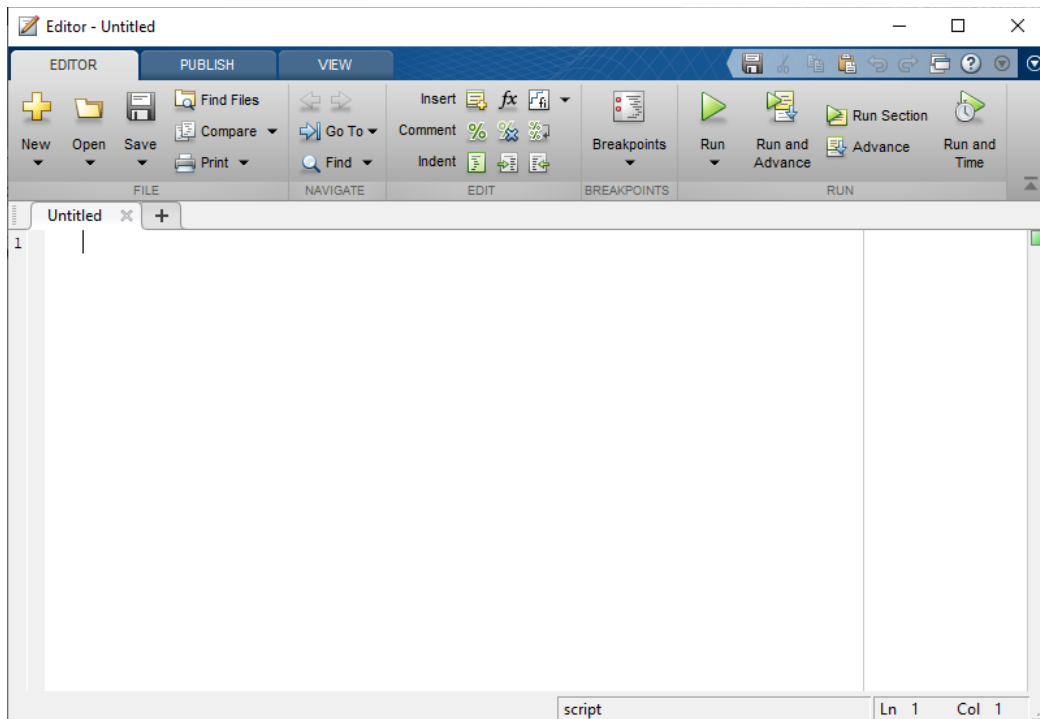 Editor - Untitled
EDITOR PUBLISH VIEW
New
Open
Save
Find Files
Compare
Print
FILE
Go To
Find
NAVIGATE
Insert fx fi
Comment % % %
Indent
EDIT
Breakpoints
BREAKPOINTS
Run
Run and
Advance
Run Section
Advance
Run and
Time
RUN
Untitled
1
script
Ln 1 Col 1